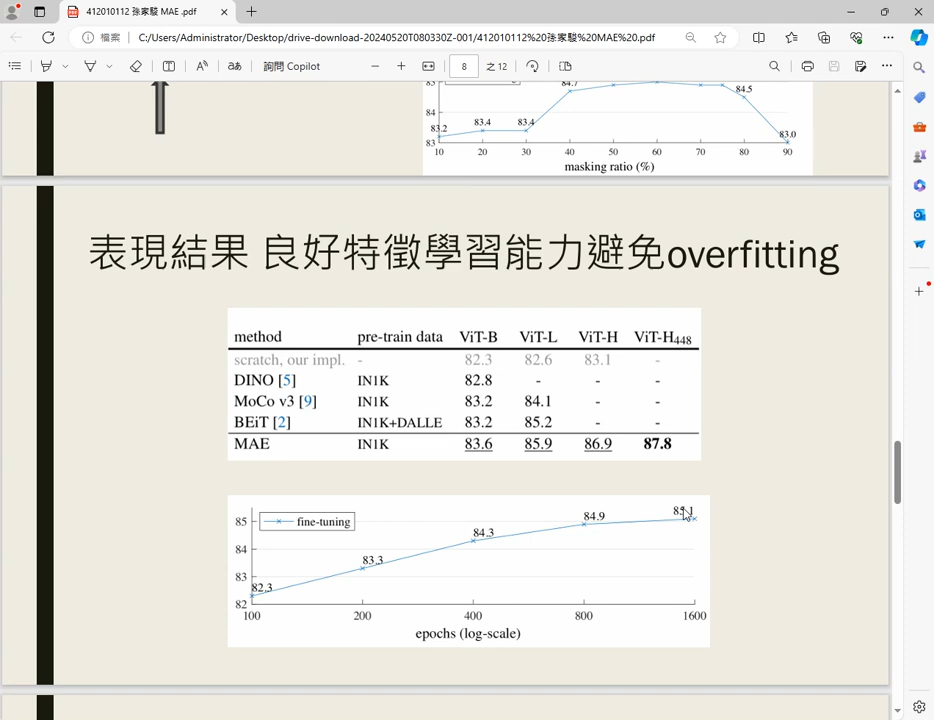 412010112 孫家駿 MAE .pdf
檔案 C:/Users/Administrator/Desktop/drive-download-20240520T080330Z-001/412010112%20孫家駿%20MAE%20.pdf
詢問 Copilot 8 之 12
85 84.7
84 84.5
83.2 83.4 83.4 83.0
83
10 20 30 40 50 60 70 80 90
masking ratio (%)
表現結果 良好特徵學習能力避免overfitting
method pre-train data ViT-B ViT-L ViT-H ViT-H448
scratch, our impl. - 82.3 82.6 83.1 -
DINO [5] IN1K 82.8 - - -
MoCo v3 [9] IN1K 83.2 84.1 - -
BEiT [2] IN1K+DALLE 83.2 85.2 - -
MAE IN1K 83.6 85.9 86.9 87.8
85 fine-tuning 84.9 85.1
84 84.3
83 83.3
82 82.3
100 200 400 800 1600
epochs (log-scale)